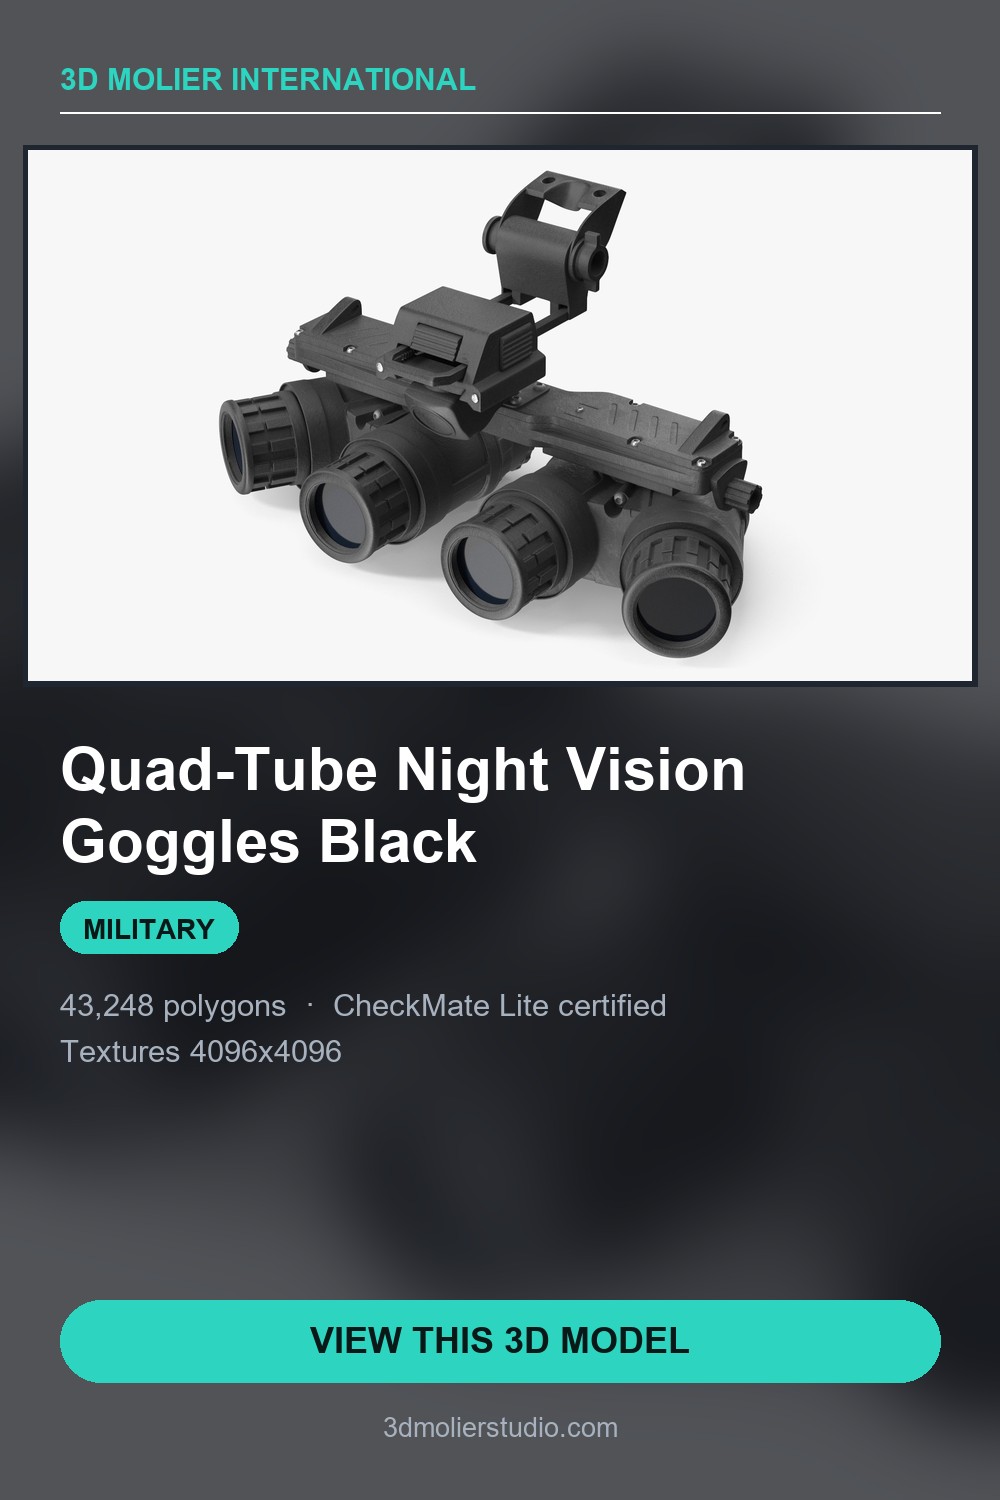 3D MOLIER INTERNATIONAL
Quad-Tube Night Vision
Goggles Black
MILITARY
43,248 polygons · CheckMate Lite certified
Textures 4096x4096
VIEW THIS 3D MODEL
3dmolierstudio.com